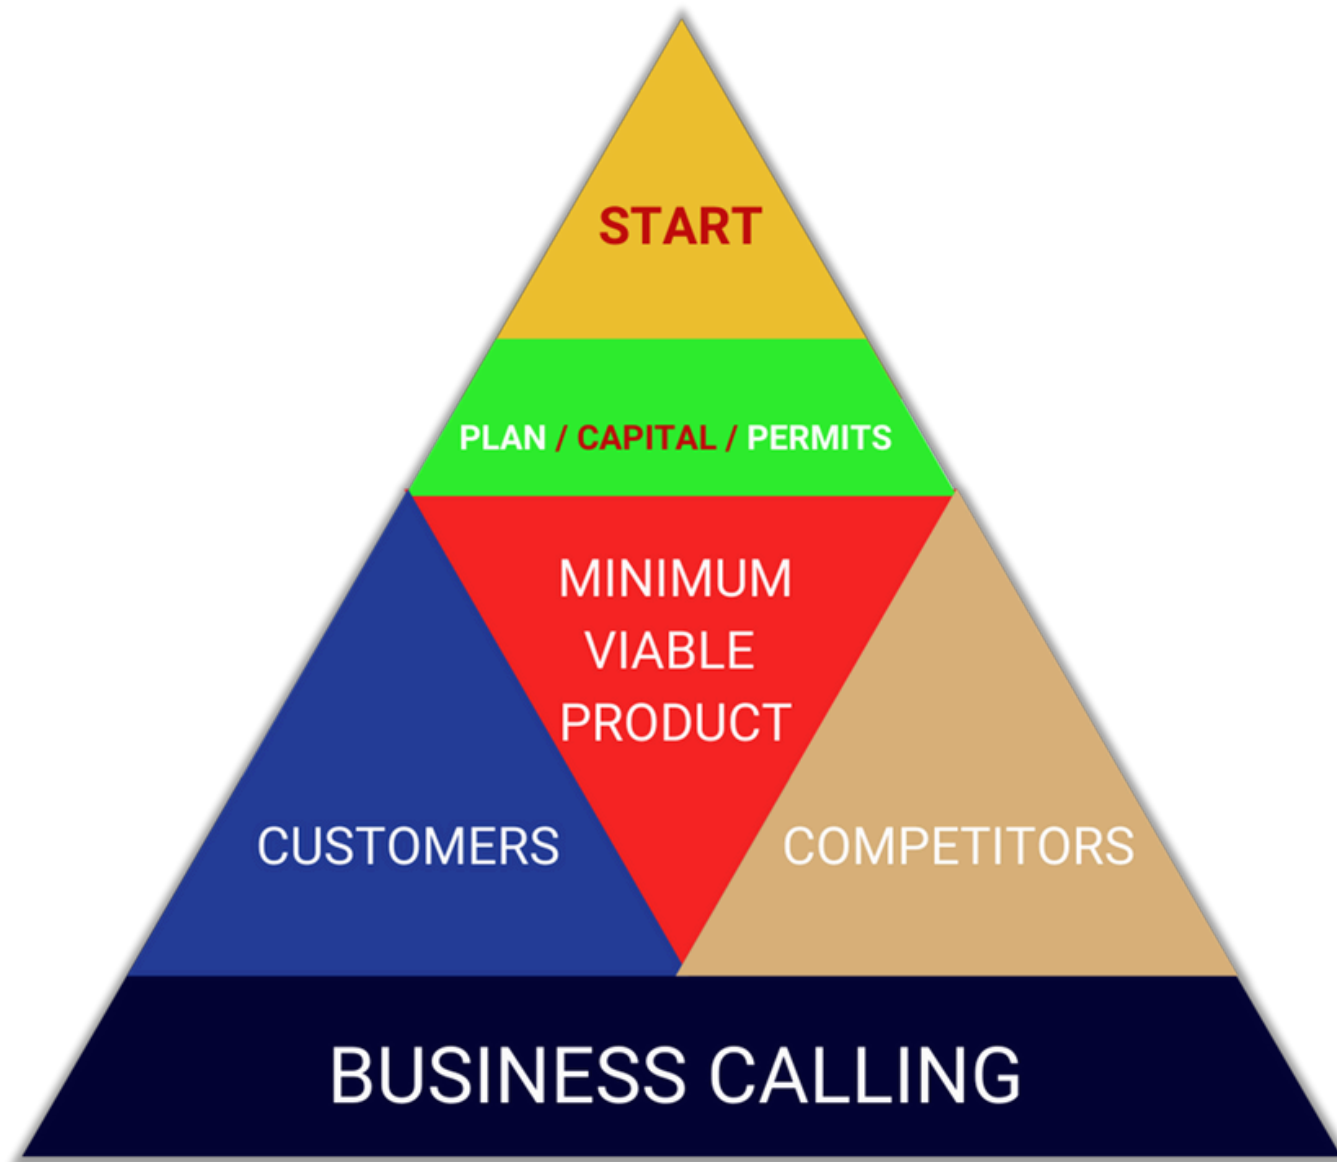 START
PLAN / CAPITAL / PERMITS
MINIMUM
VIABLE
PRODUCT
CUSTOMERS
COMPETITORS
BUSINESS CALLING